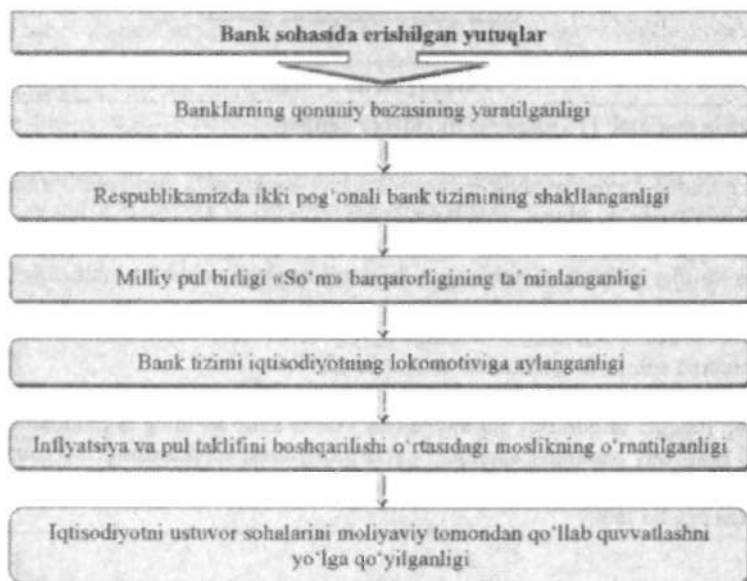 Bank sohasida erishilgan yutuqlar
Banklarning qonuniy bazasining yaratilganligi
Respublikamizda ikki pog‘onali bank tizimining shakllanganligi
Milliy pul birligi «So‘m» barqarorligining ta’minlanganligi
Bank tizimi iqtisodiyotning lokomotiviga aylanganligi
Inflyatsiya va pul taklifini boshqarilishi o‘rtasidagi moslikning o‘rnatilganligi
Iqtisodiyotni ustuvor sohalarini moliyaviy tomondan qo‘llab quvvatlashni
yo‘lga qo‘yilganligi